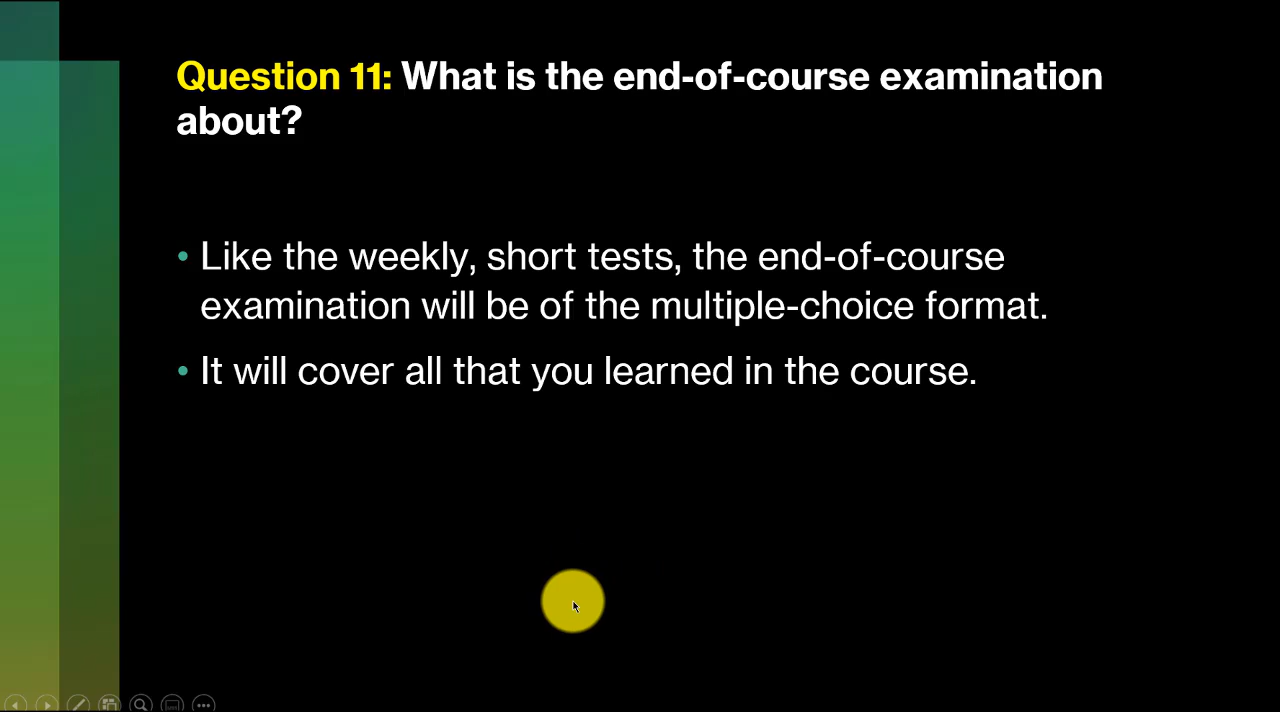 Question 11: What is the end-of-course examination
about?
• Like the weekly, short tests, the end-of-course
examination will be of the multiple-choice format.
• It will cover all that you learned in the course.